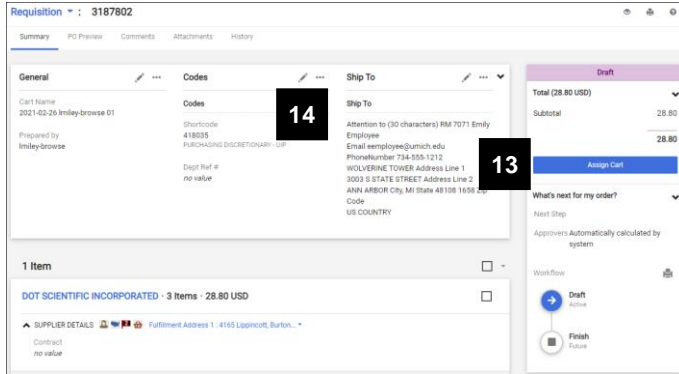 Requisition : 3187802
Summary PO Preview Comments Attachments History
General
Cart Name
2021-02-26 lmiley-browse 01
Prepared by
lmiley-browse
Codes
Codes
Shortcode
418035
PURCHASING DISCRETIONARY - UIP
Dept Ref #
no value
14
Ship To
Ship To
Attention to (30 characters) RM 7071 Emily
Employee
Email eemployee@umich.edu
PhoneNumber 734-555-1212
WOLVERINE TOWER Address Line 1
3003 S STATE STREET Address Line 2
ANN ARBOR City, MI State 48108 1658 Zip
Code
US COUNTRY
13
Draft
Total (28.80 USD)
Subtotal 28.80
28.80
Assign Cart
What's next for my order?
Next Step
Approvers Automatically calculated by
system
Workflow
Draft
Active
Finish
Future
1 Item
DOT SCIENTIFIC INCORPORATED · 3 Items · 28.80 USD
SUPPLIER DETAILS Fulfillment Address 1 : 4165 Lippincott, Burton...
Contract
no value